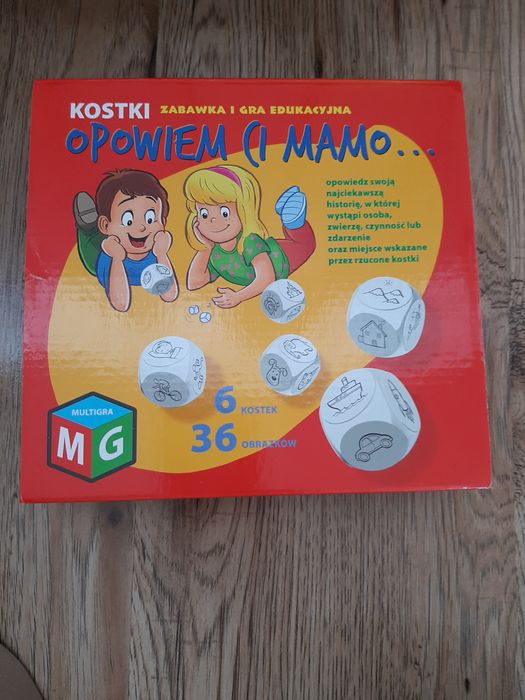 KOSTKI ZABAWKA I GRA EDUKACYJNA
OPOWIEM CI MAMO...
opowiedz swoją
najciekawszą
historię, w której
wystąpi osoba,
zwierzę, czynność lub
zdarzenie
oraz miejsce wskazane
przez rzucone kostki
6 KOSTEK
36 OBRAZKÓW
MULTIGRA
M G